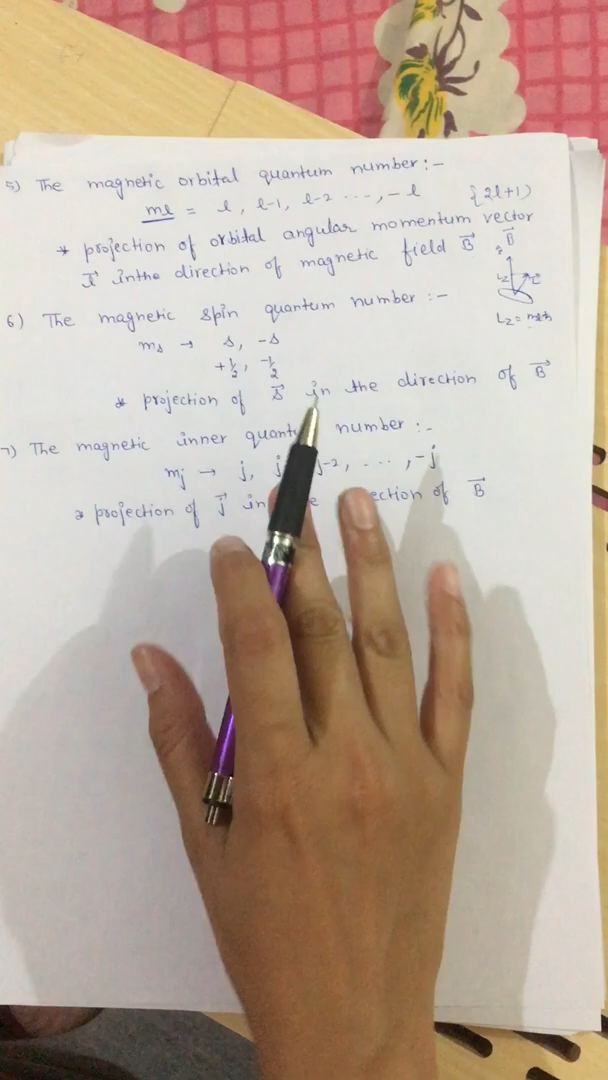 5) The magnetic orbital quantum number :-
ml = l, l-1, l-2 ..., -l {2l+1)
* projection of orbital angular momentum vector
in the direction of magnetic field B⃗
B⃗
Lz
Lz = mlħ
6) The magnetic spin quantum number :-
ms → s, -s
+1/2, -1/2
* projection of s⃗ in the direction of B⃗
7) The magnetic inner quant number :-
mj → j, j j-2, ..., -j
* projection of j⃗ in e ection of B⃗